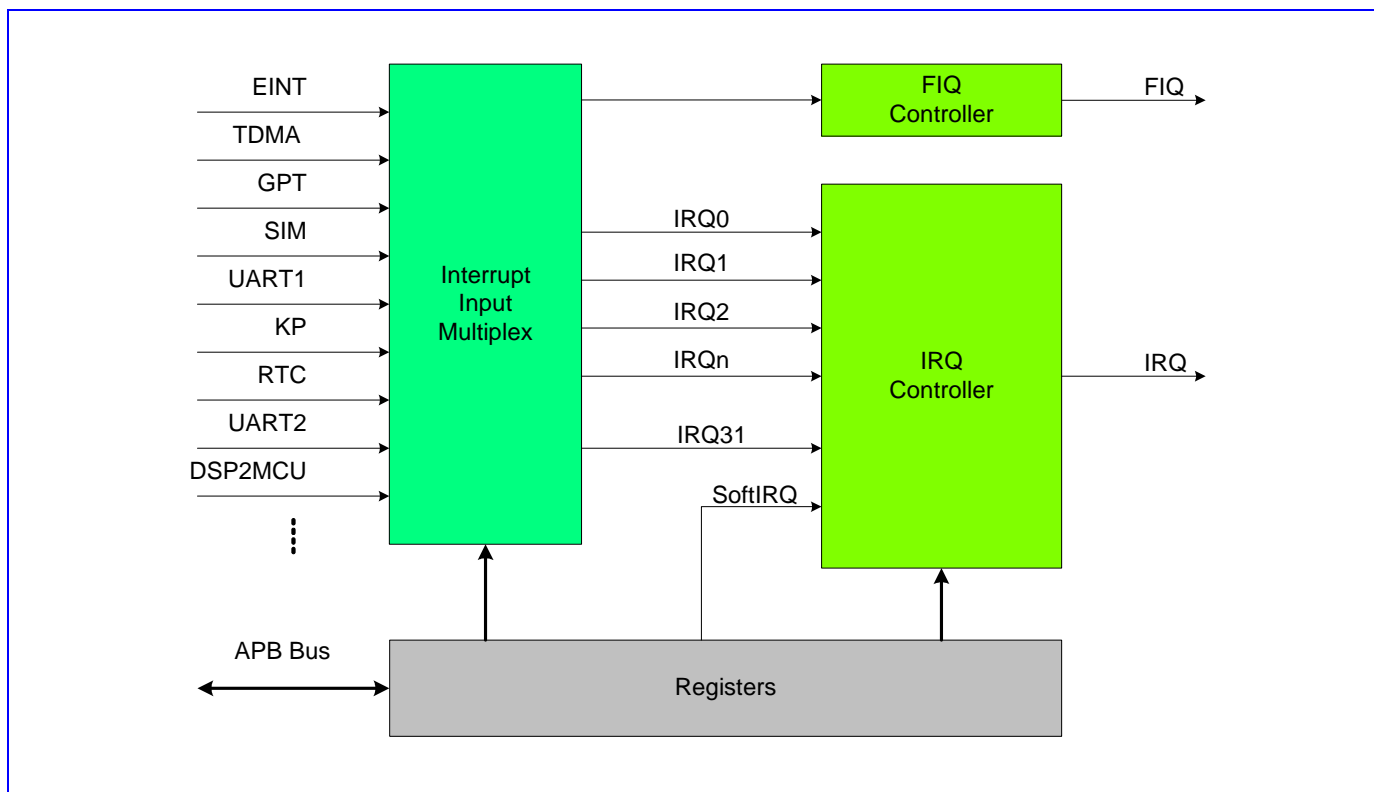 EINT
TDMA
GPT
SIM
UART1
KP
RTC
UART2
DSP2MCU
APB Bus
Interrupt
Input
Multiplex
IRQ0
IRQ1
IRQ2
IRQn
IRQ31
SoftIRQ
FIQ
Controller
FIQ
IRQ
Controller
IRQ
Registers